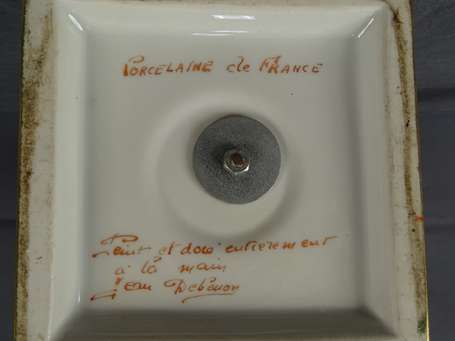 PORCELAINE de FRANCE
Peint et doré entièrement
à la main
Jean